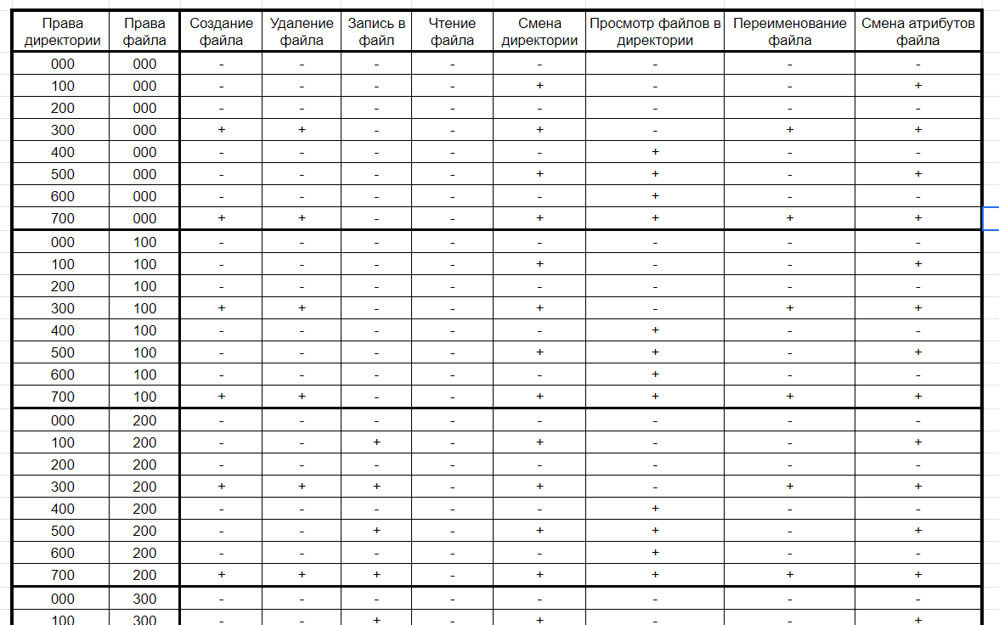 Права директории Права файла Создание файла Удаление файла Запись в файл Чтение файла Смена директории Просмотр файлов в директории Переименование файла Смена атрибутов файла
000 000 - - - - - - - -
100 000 - - - - + - - +
200 000 - - - - - - - -
300 000 + + - - + - + +
400 000 - - - - - + - -
500 000 - - - - + + - +
600 000 - - - - - + - -
700 000 + + - - + + + +
000 100 - - - - - - - -
100 100 - - - - + - - +
200 100 - - - - - - - -
300 100 + + - - + - + +
400 100 - - - - - + - -
500 100 - - - - + + - +
600 100 - - - - - + - -
700 100 + + - - + + + +
000 200 - - - - - - - -
100 200 - - + - + - - +
200 200 - - - - - - - -
300 200 + + + - + - + +
400 200 - - - - - + - -
500 200 - - + - + + - +
600 200 - - - - - + - -
700 200 + + + - + + + +
000 300 - - - - - - - -
100 300 - - + - + - - +